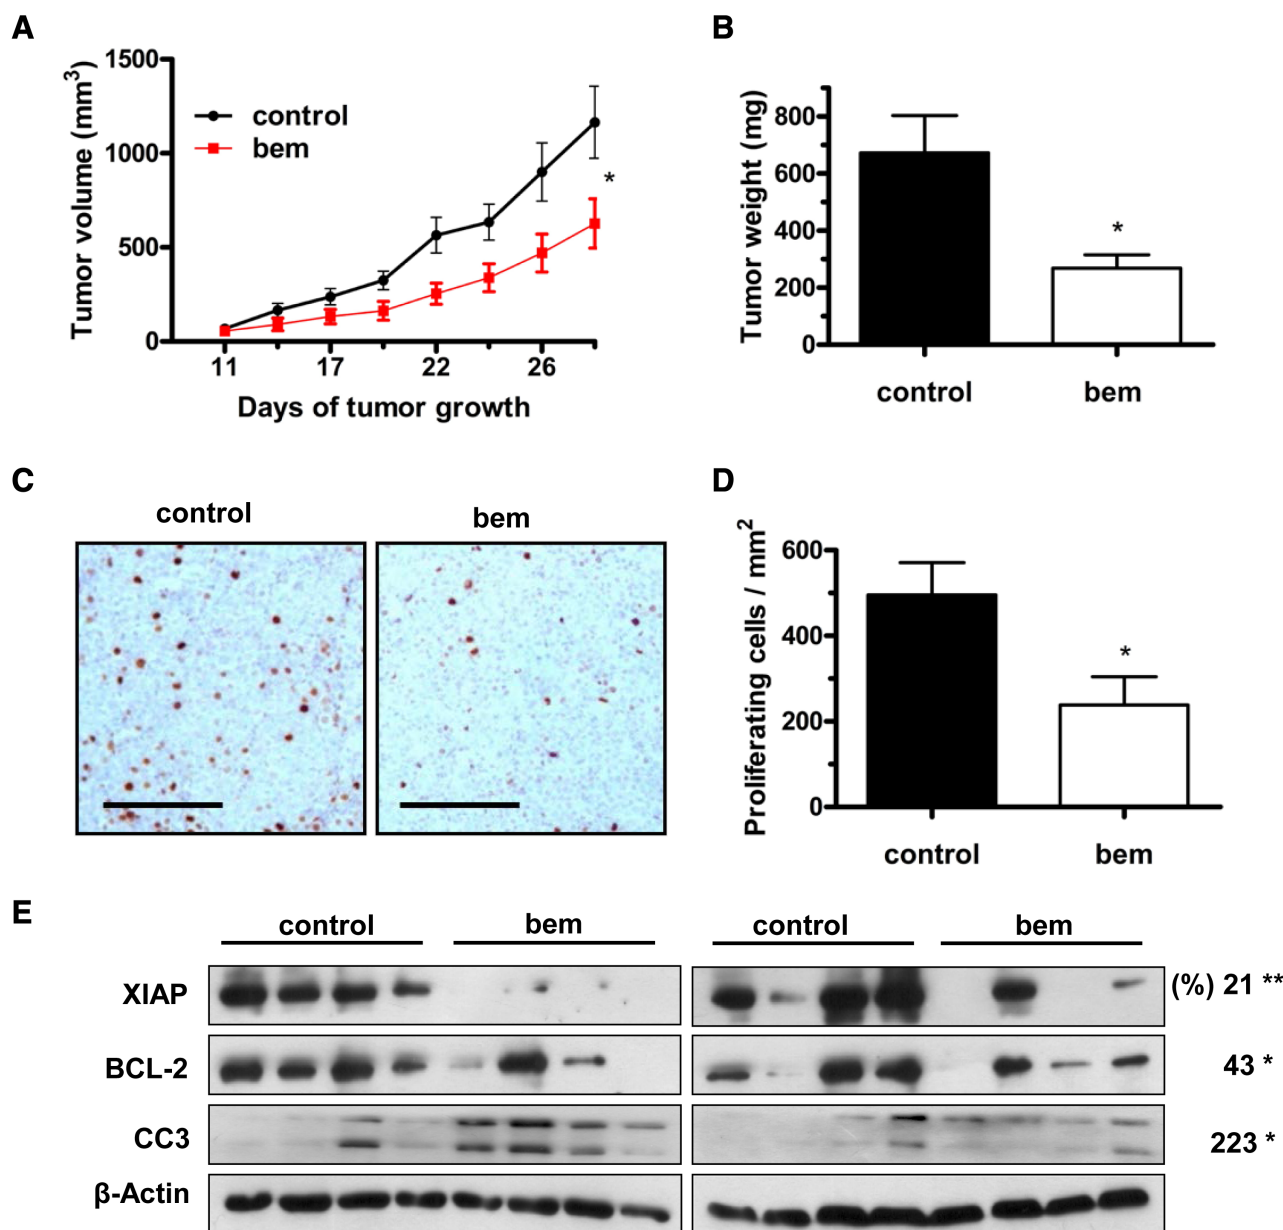 A
Tumor volume (mm³)
1500
1000
500
0
control
bem
*
11 17 22 26
Days of tumor growth
B
Tumor weight (mg)
800
600
400
200
0
*
control bem
C
control bem
D
Proliferating cells / mm²
600
400
200
0
*
control bem
E
control bem control bem
XIAP (%) 21 **
BCL-2 43 *
CC3 223 *
β-Actin